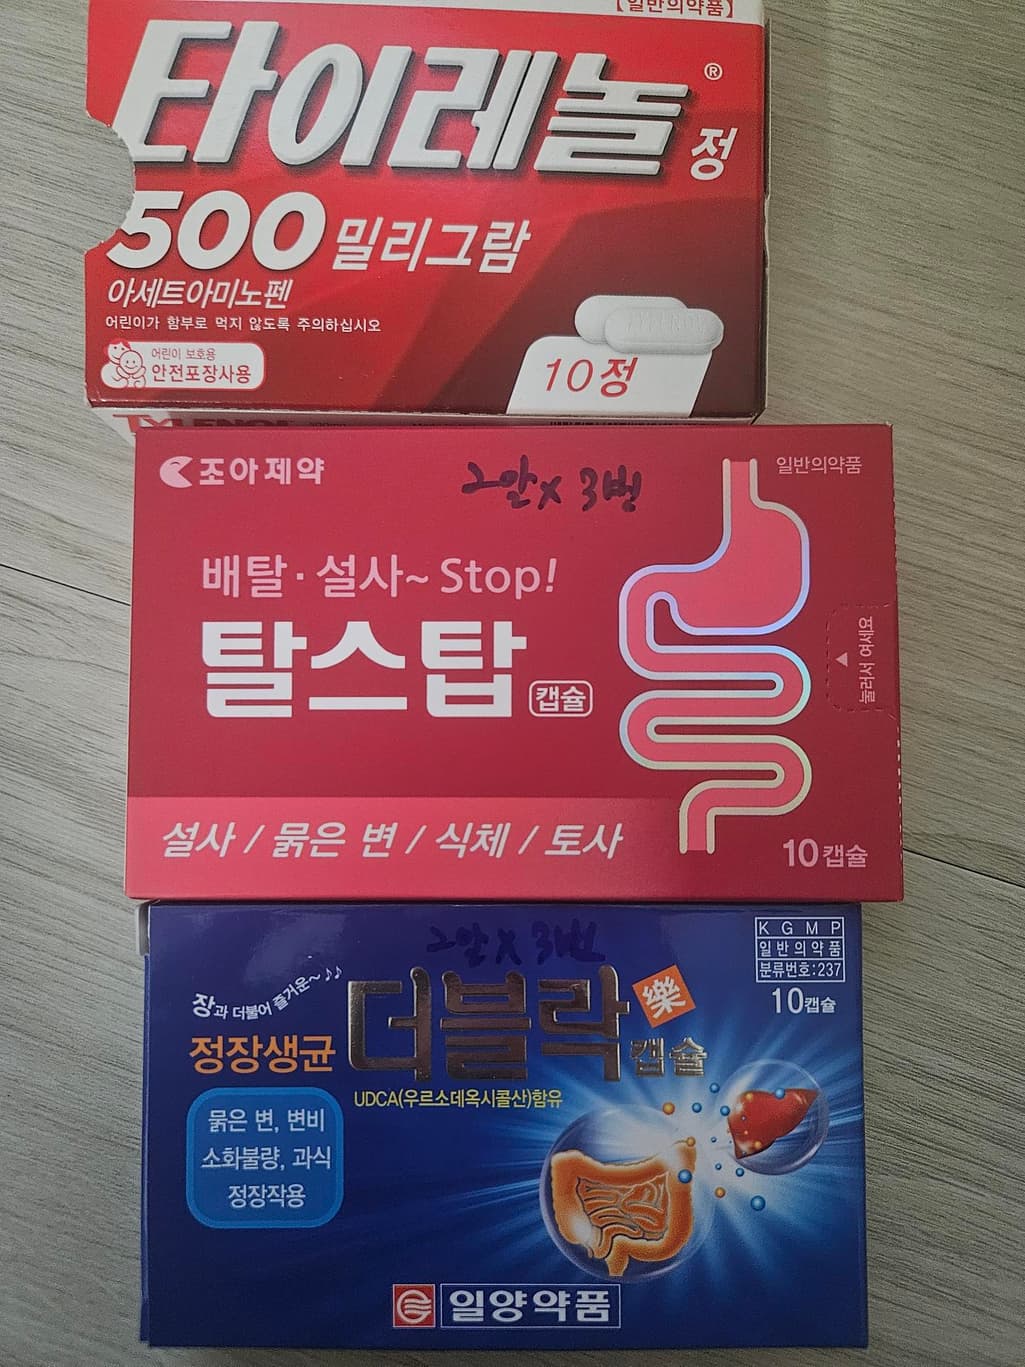 【일반의약품】
타이레놀® 정
500 밀리그람
아세트아미노펜
어린이가 함부로 먹지 않도록 주의하십시오
어린이 보호용
안전포장사용
10정
TYLENOL
조아제약
2알 x 3번
일반의약품
배탈·설사~ Stop!
탈스탑 캡슐
눌러서 여세요
설사 / 묽은 변 / 식체 / 토사
10캡슐
2알 x 3번
KGMP
일반의약품
분류번호:237
10캡슐
장과 더불어 즐거운~♪♪
정장생균 더블락 樂 캡슐
UDCA(우르소데옥시콜산)함유
묽은 변, 변비
소화불량, 과식
정장작용
일양약품